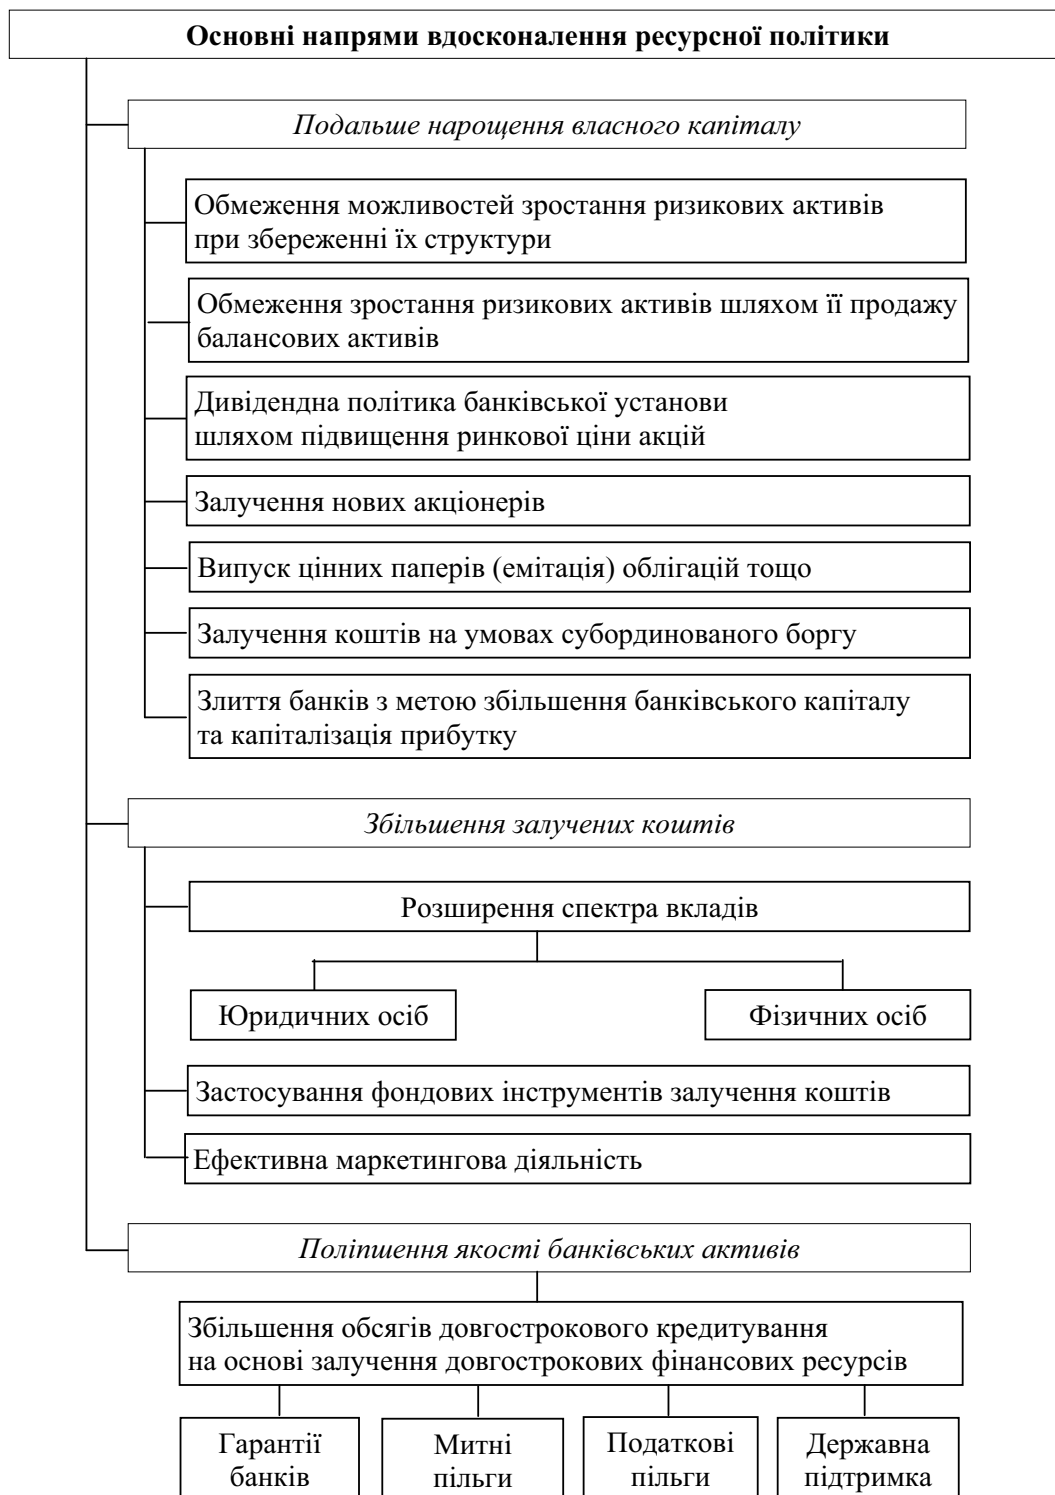 Основні напрями вдосконалення ресурсної політики
Подальше нарощення власного капіталу
Обмеження можливостей зростання ризикових активів
при збереженні їх структури
Обмеження зростання ризикових активів шляхом її продажу
балансових активів
Дивідендна політика банківської установи
шляхом підвищення ринкової ціни акцій
Залучення нових акціонерів
Випуск цінних паперів (емітація) облігацій тощо
Залучення коштів на умовах субординованого боргу
Злиття банків з метою збільшення банківського капіталу
та капіталізація прибутку
Збільшення залучених коштів
Розширення спектра вкладів
Юридичних осіб
Фізичних осіб
Застосування фондових інструментів залучення коштів
Ефективна маркетингова діяльність
Поліпшення якості банківських активів
Збільшення обсягів довгострокового кредитування
на основі залучення довгострокових фінансових ресурсів
Гарантії
банків
Митні
пільги
Податкові
пільги
Державна
підтримка